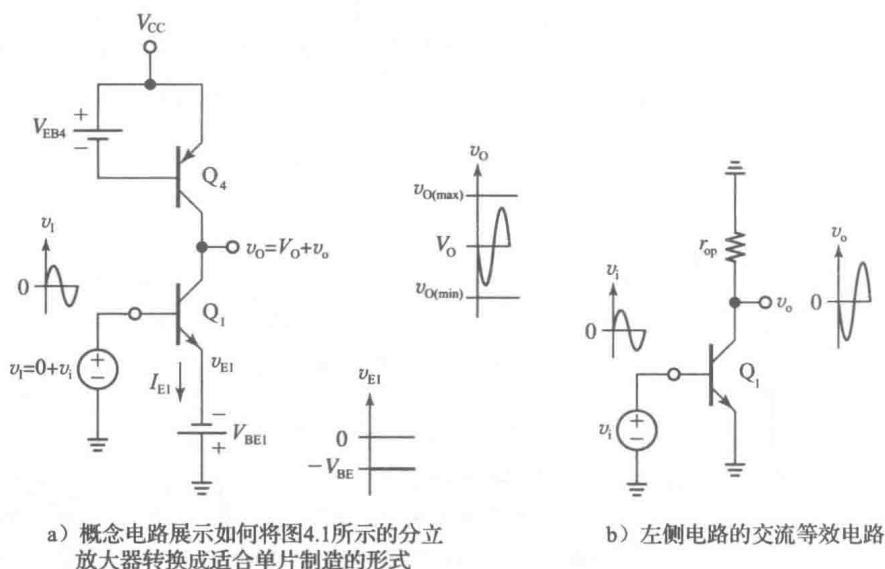 V_CC
+
V_EB4
−
Q_4
v_I
0
v_O=V_O+v_o
Q_1
v_I=0+v_i
+
−
v_E1
I_E1
−
V_BE1
+
v_E1
0
−V_BE
v_O
v_O(max)
V_O
v_O(min)
r_op
v_o
0
v_o
v_i
0
Q_1
v_i
+
−
a）概念电路展示如何将图4.1所示的分立
放大器转换成适合单片制造的形式
b）左侧电路的交流等效电路